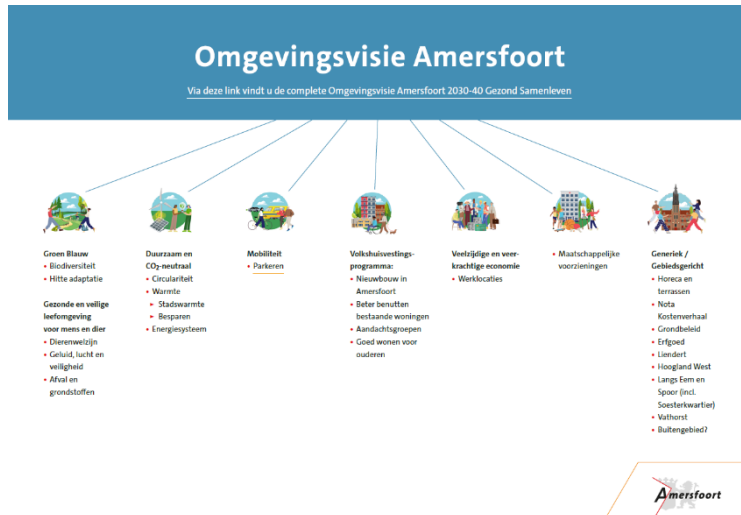 Omgevingsvisie Amersfoort
Via deze link vindt u de complete Omgevingsvisie Amersfoort 2030-40 Gezond Samenleven
Groen Blauw
• Biodiversiteit
• Hitte adaptatie
Gezonde en veilige
leefomgeving
voor mens en dier
• Dierenwelzijn
• Geluid, lucht en
veiligheid
• Afval en
grondstoffen
Duurzaam en
CO2-neutraal
• Circulariteit
• Warmte
► Stadswarmte
► Besparen
• Energiesysteem
Mobiliteit
• Parkeren
Volkshuisvestings-
programma:
• Nieuwbouw in
Amersfoort
• Beter benutten
bestaande woningen
• Aandachtsgroepen
• Goed wonen voor
ouderen
Veelzijdige en veer-
krachtige economie
• Werklocaties
• Maatschappelijke
voorzieningen
Generiek /
Gebiedsgericht
• Horeca en
terrassen
• Nota
Kostenverhaal
• Grondbeleid
• Erfgoed
• Liendert
• Hoogland West
• Langs Eem en
Spoor (incl.
Soesterkwartier)
• Vathorst
• Buitengebied?
Amersfoort